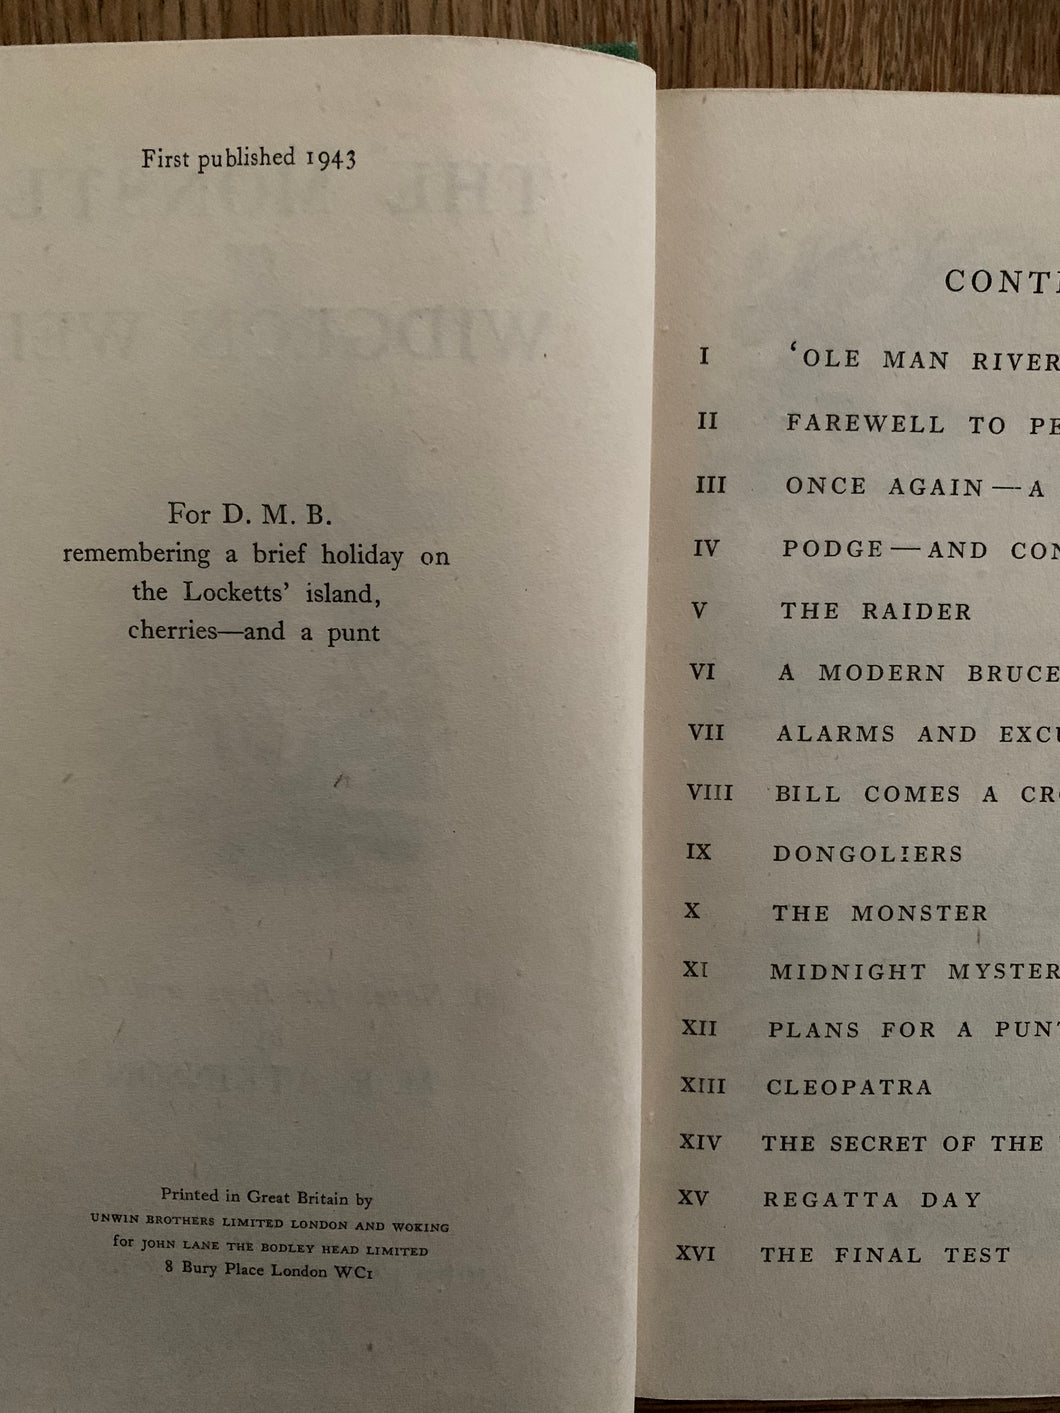 First published 1943
For D. M. B.
remembering a brief holiday on
the Locketts' island,
cherries—and a punt
Printed in Great Britain by
UNWIN BROTHERS LIMITED LONDON AND WOKING
for JOHN LANE THE BODLEY HEAD LIMITED
8 Bury Place London WC1
I 'OLE MAN RIVER
II FAREWELL TO
III ONCE AGAIN—A
IV PODGE—AND
V THE RAIDER
VI A MODERN BRUCE
VII ALARMS AND
VIII BILL COMES A
IX DONGOLIERS
X THE MONSTER
XI MIDNIGHT
XII PLANS FOR A PUNT
XIII CLEOPATRA
XIV THE SECRET OF THE
XV REGATTA DAY
XVI THE FINAL TEST